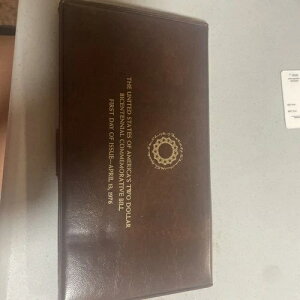 THE UNITED STATES OF AMERICA'S TWO DOLLAR
BICENTENNIAL COMMEMORATIVE BILL
FIRST DAY OF ISSUE—APRIL 13, 1976